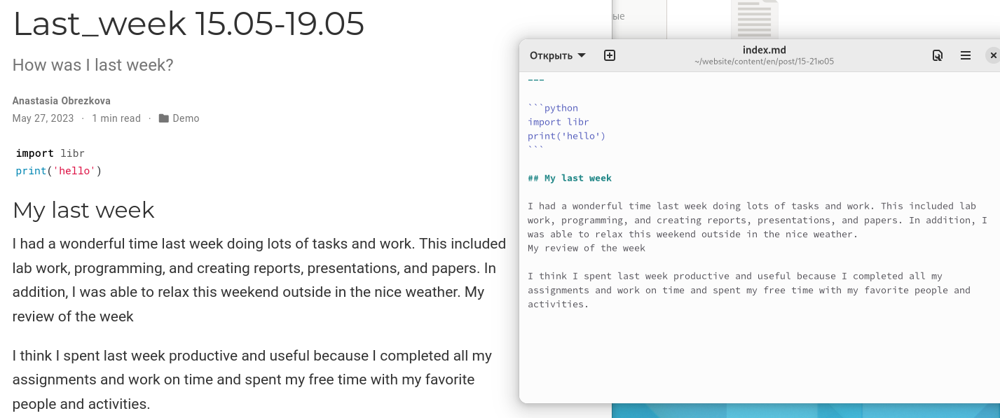 Last_week 15.05-19.05
How was I last week?
Anastasia Obrezkova
May 27, 2023 · 1 min read · Demo
import libr
print('hello')
My last week
I had a wonderful time last week doing lots of tasks and work. This included
lab work, programming, and creating reports, presentations, and papers. In
addition, I was able to relax this weekend outside in the nice weather. My
review of the week
I think I spent last week productive and useful because I completed all my
assignments and work on time and spent my free time with my favorite
people and activities.
ые
Открыть
index.md
~/website/content/en/post/15-21ю05
---
```python
import libr
print('hello')
```
## My last week
I had a wonderful time last week doing lots of tasks and work. This included lab
work, programming, and creating reports, presentations, and papers. In addition, I
was able to relax this weekend outside in the nice weather.
My review of the week
I think I spent last week productive and useful because I completed all my
assignments and work on time and spent my free time with my favorite people and
activities.